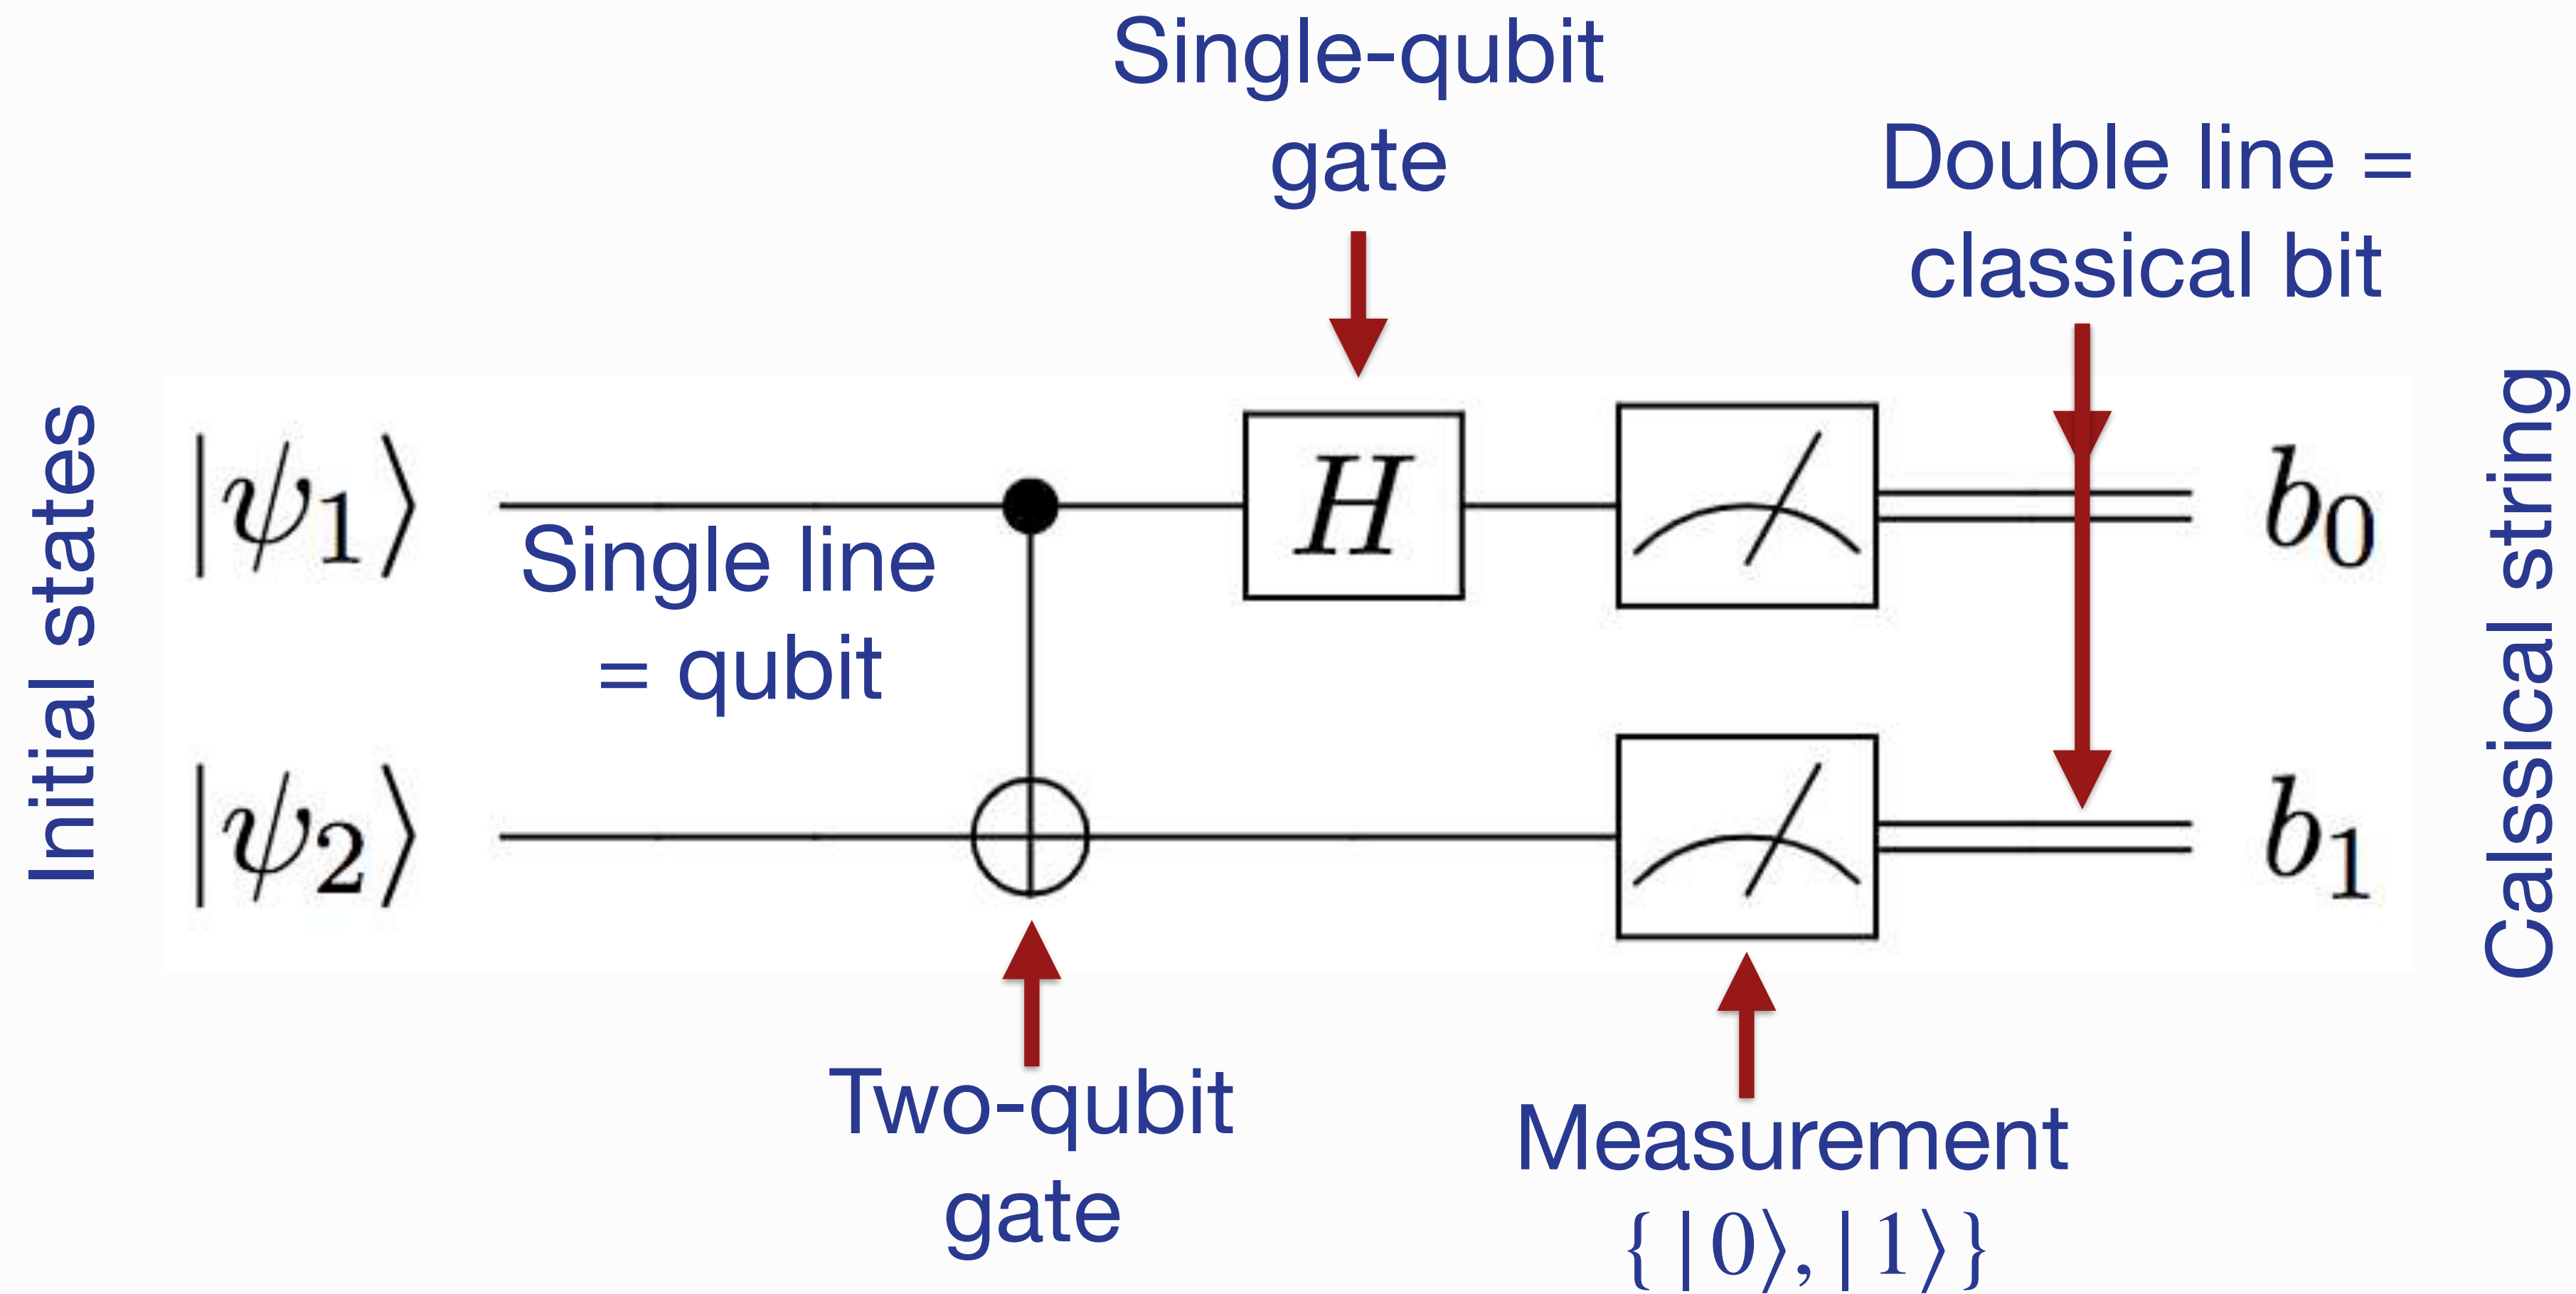 Single-qubit
gate
Double line =
classical bit
Initial states
|ψ1⟩
Single line
= qubit
H
b0
Calssical string
|ψ2⟩
b1
Two-qubit
gate
Measurement
{ |0⟩, |1⟩}